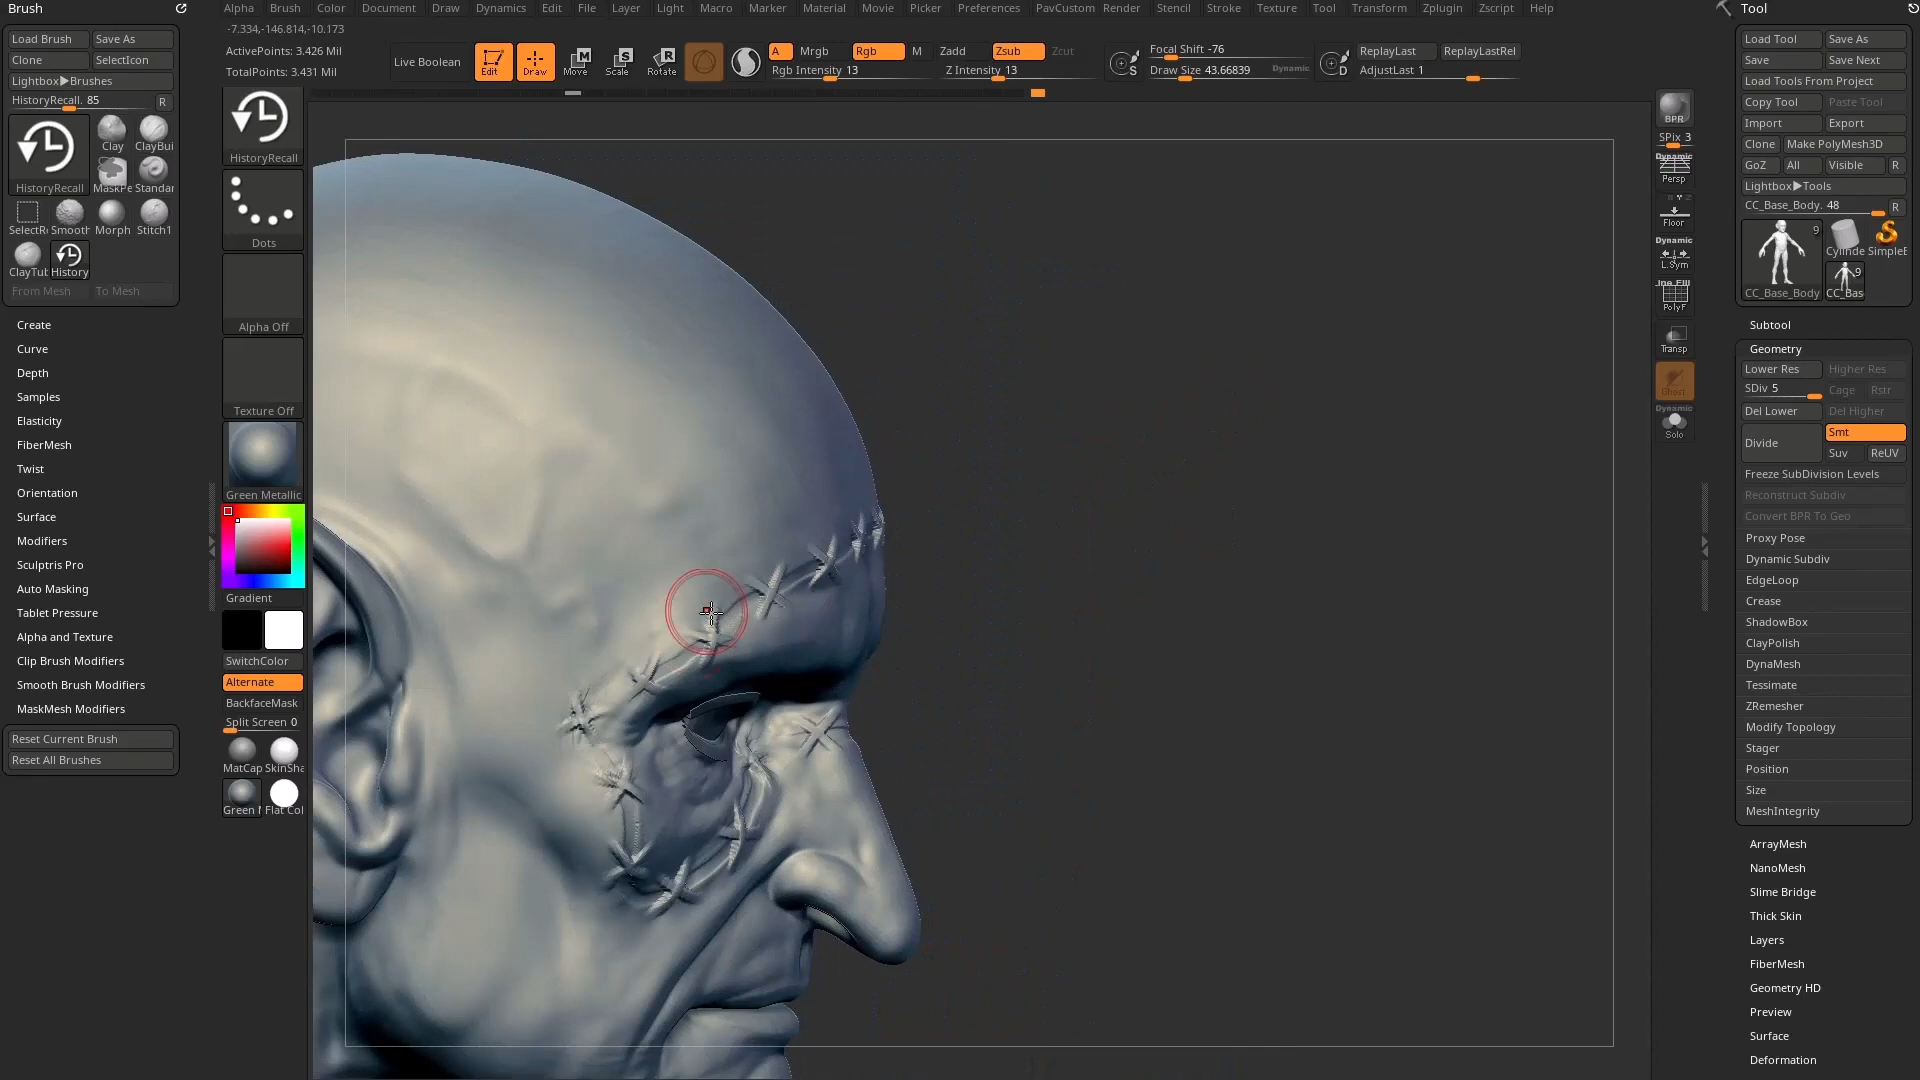 Brush
Alpha Brush Color Document Draw Dynamics Edit File Layer Light Macro Marker Material Movie Picker Preferences PavCustom Render Stencil Stroke Texture Tool Transform Zplugin Zscript Help
Tool
-7.334,-146.814,-10.173
Load Brush Save As
Clone SelectIcon
Lightbox▶Brushes
HistoryRecall. 85 R
HistoryRecall
Clay ClayBui
MaskPe Standar
SelectR Smooth Morph Stitch1
ClayTub History
From Mesh To Mesh
Create
Curve
Depth
Samples
Elasticity
FiberMesh
Twist
Orientation
Surface
Modifiers
Sculptris Pro
Auto Masking
Tablet Pressure
Alpha and Texture
Clip Brush Modifiers
Smooth Brush Modifiers
MaskMesh Modifiers
Reset Current Brush
Reset All Brushes
ActivePoints: 3.426 Mil
TotalPoints: 3.431 Mil
Live Boolean
Edit Draw Move Scale Rotate
A Mrgb Rgb M Zadd Zsub Zcut
Rgb Intensity 13 Z Intensity 13
S Focal Shift -76
Draw Size 43.66839 Dynamic
D ReplayLast ReplayLastRel
AdjustLast 1
HistoryRecall
Dots
Alpha Off
Texture Off
Green Metallic
Gradient
SwitchColor
Alternate
BackfaceMask
Split Screen 0
MatCap SkinSha
Green M Flat Col
BPR
SPix 3
Dynamic
Persp
Floor
Dynamic
L.Sym
Line Fill
PolyF
Transp
Ghost
Dynamic
Solo
Load Tool Save As
Save Save Next
Load Tools From Project
Copy Tool Paste Tool
Import Export
Clone Make PolyMesh3D
GoZ All Visible R
Lightbox▶Tools
CC_Base_Body. 48 R
9
Cylinde SimpleB
9
CC_Base_Body CC_Bas
Subtool
Geometry
Lower Res Higher Res
SDiv 5 Cage Rstr
Del Lower Del Higher
Divide Smt
Suv ReUV
Freeze SubDivision Levels
Reconstruct Subdiv
Convert BPR To Geo
Proxy Pose
Dynamic Subdiv
EdgeLoop
Crease
ShadowBox
ClayPolish
DynaMesh
Tessimate
ZRemesher
Modify Topology
Stager
Position
Size
MeshIntegrity
ArrayMesh
NanoMesh
Slime Bridge
Thick Skin
Layers
FiberMesh
Geometry HD
Preview
Surface
Deformation